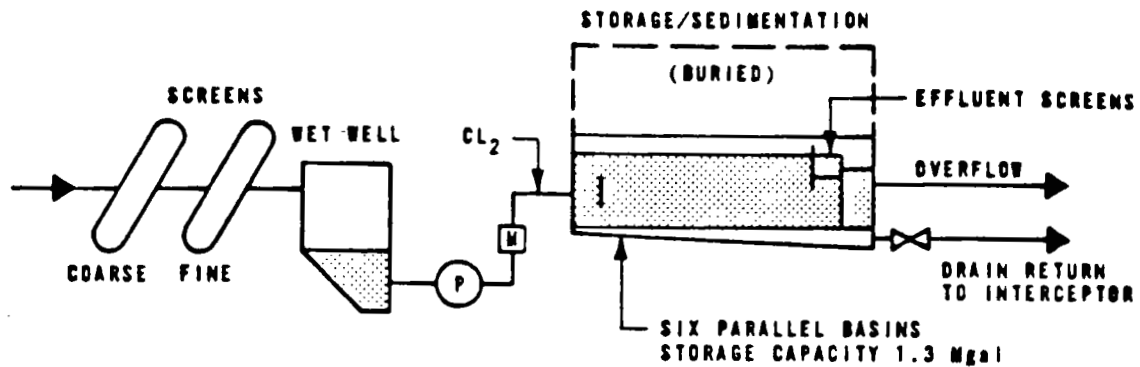 STORAGE/SEDIMENTATION
(BURIED)
SCREENS
WET WELL
CL2
EFFLUENT SCREENS
OVERFLOW
M
P
COARSE FINE
DRAIN RETURN
TO INTERCEPTOR
SIX PARALLEL BASINS
STORAGE CAPACITY 1.3 Mgal